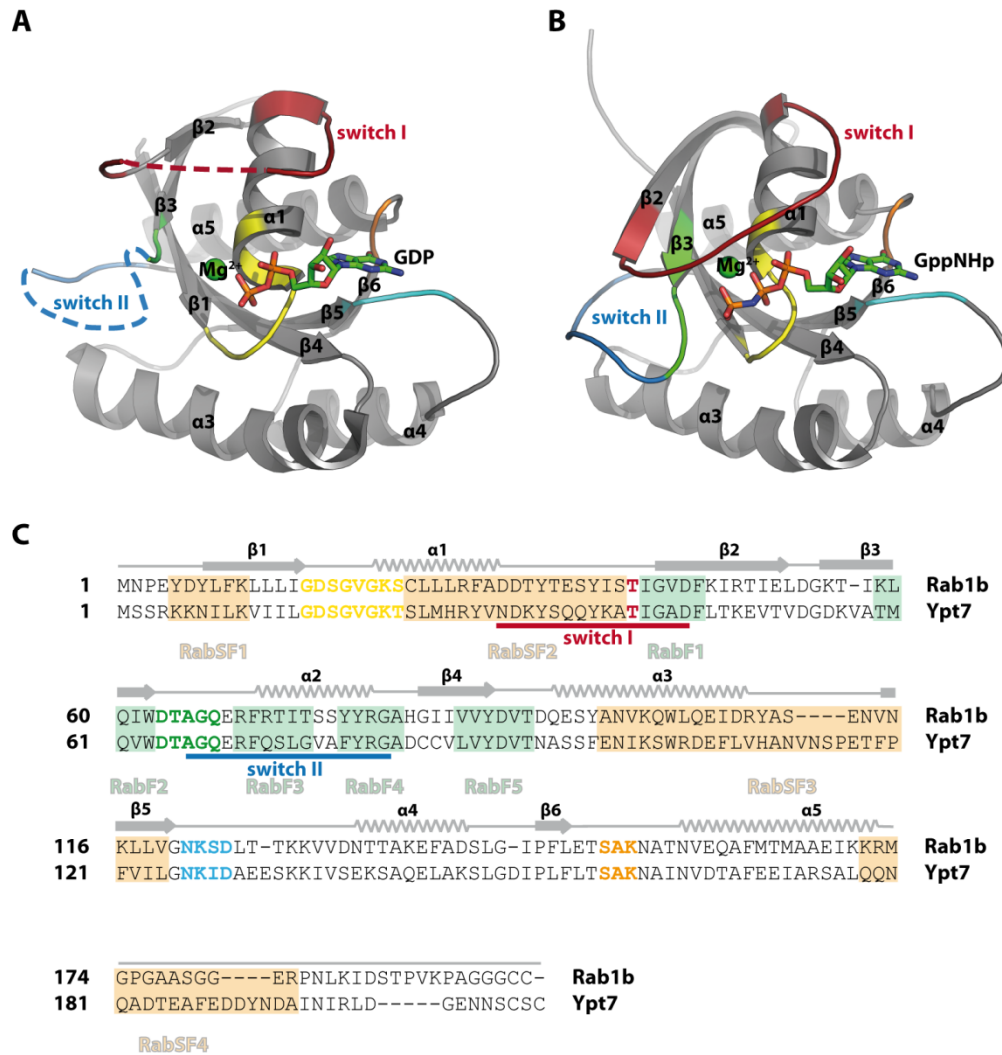 A
B
β2
switch I
β3
α5
α1
Mg2+
GDP
switch II
β1
β6
β5
β4
α3
α4
switch I
β2
α5
α1
β3
Mg2+
GppNHp
switch II
β6
β5
β4
α3
α4
C
β1 α1 β2 β3
1 MNPEYDYLFKLLLIGDSGVGKSCLLLRFADDTYTESYISTIGVDFKIRTIELDGKT-IKL Rab1b
1 MSSRKKNILKVIILGDSGVGKTSLMHRYVNDKYSQQYKATIGADFLTKEVTVDGDKVATM Ypt7
switch I
RabSF1 RabSF2 RabF1
α2 β4 α3
60 QIWDTAGQERFRTITSSYYRGAHGIIVVYDVTDQESYANVKQWLQEIDRYAS----ENVN Rab1b
61 QVWDTAGQERFQSLGVAFYRGADCCVLVYDVTNASSFENIKSWRDEFLVHANVNSPETFP Ypt7
switch II
RabF2 RabF3 RabF4 RabF5 RabSF3
β5 α4 β6 α5
116 KLLVGNKSDLT-TKKVVDNTTAKEFADSLG-IPFLETSAKNATNVEQAFMTMAAEIKKRM Rab1b
121 FVILGNKIDAEESKKIVSEKSAQELAKSLGDIPLFLTSAKNAINVDTAFEEIARSALQQN Ypt7
174 GPGAASGG----ERPNLKIDSTPVKPAGGGCC- Rab1b
181 QADTEAFEDDYNDAINIRLD-----GENNSCSC Ypt7
RabSF4